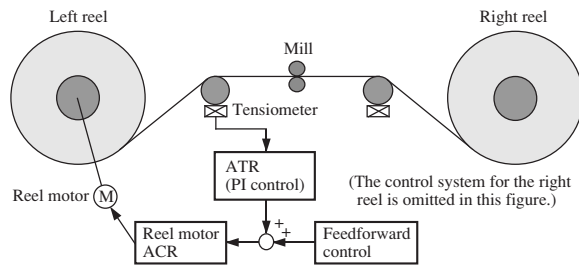 Left reel
Right reel
Mill
Tensiometer
ATR
(PI control)
(The control system for the right
reel is omitted in this figure.)
Reel motor
M
+
+
Reel motor
ACR
Feedforward
control